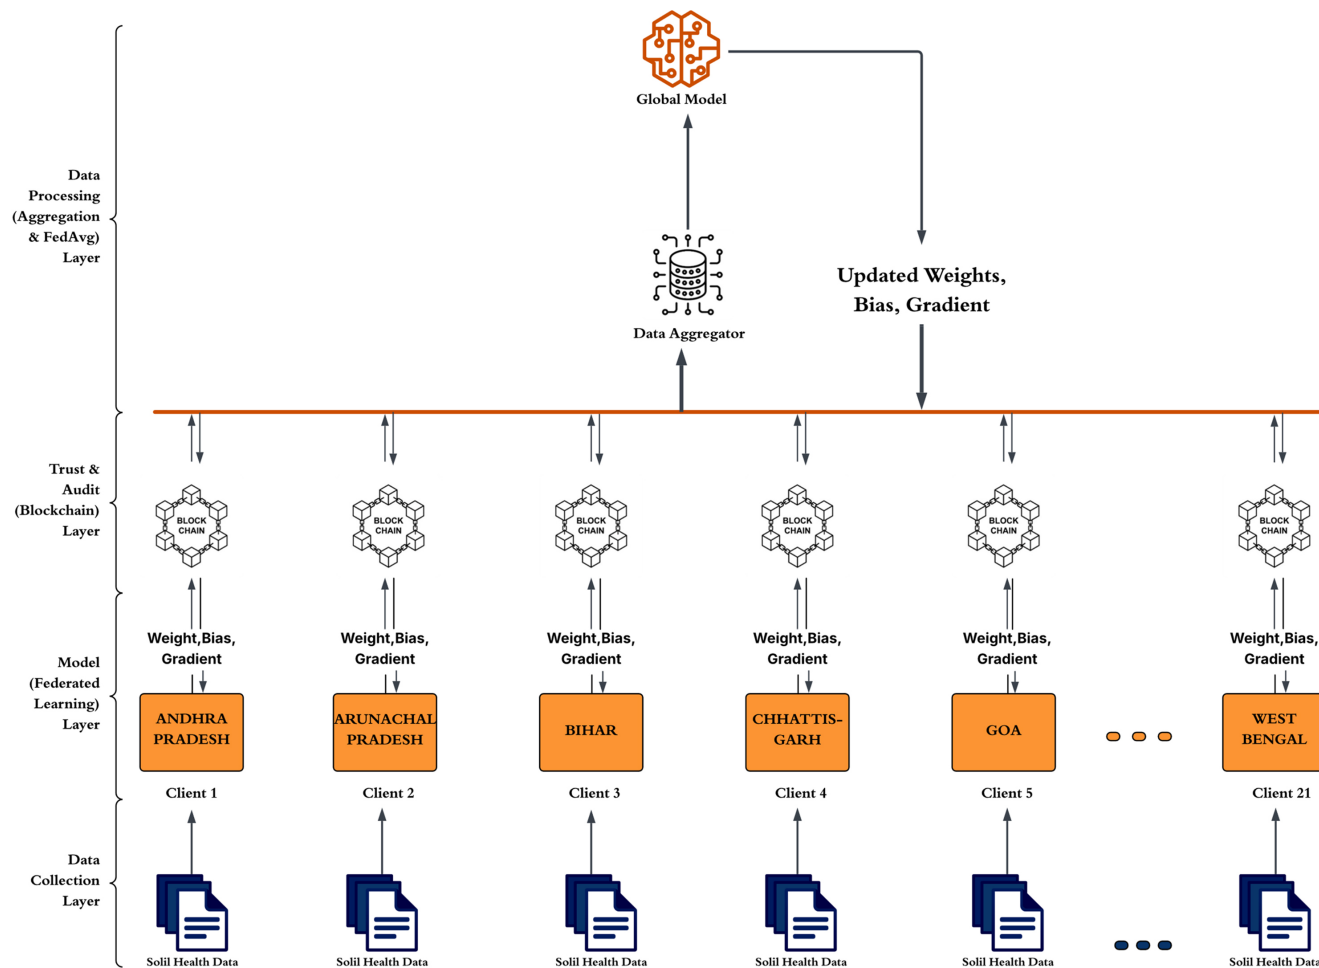 Global Model
Data
Processing
(Aggregation
& FedAvg)
Layer
Updated Weights,
Bias, Gradient
Data Aggregator
Trust &
Audit
(Blockchain)
Layer
BLOCK
CHAIN
BLOCK
CHAIN
BLOCK
CHAIN
BLOCK
CHAIN
BLOCK
CHAIN
BLOCK
CHAIN
Model
(Federated
Learning)
Layer
Weight,Bias,
Gradient
Weight,Bias,
Gradient
Weight,Bias,
Gradient
Weight,Bias,
Gradient
Weight,Bias,
Gradient
Weight,Bias,
Gradient
ANDHRA
PRADESH
ARUNACHAL
PRADESH
BIHAR
CHHATTIS-
GARH
GOA
WEST
BENGAL
Client 1
Client 2
Client 3
Client 4
Client 5
Client 21
Data
Collection
Layer
Solil Health Data
Solil Health Data
Solil Health Data
Solil Health Data
Solil Health Data
Solil Health Data